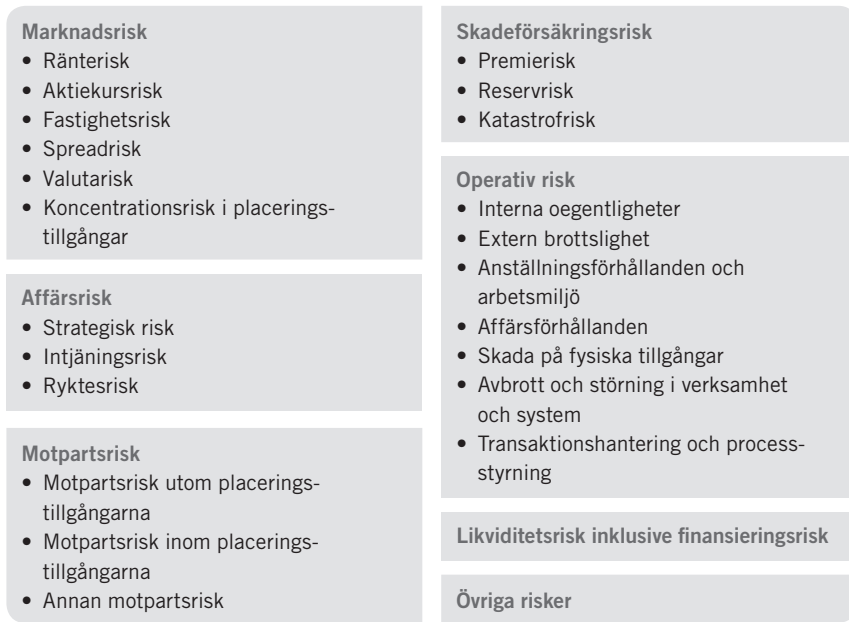 Marknadsrisk
• Ränterisk
• Aktiekursrisk
• Fastighetsrisk
• Spreadrisk
• Valutarisk
• Koncentrationsrisk i placerings-
tillgångar
Affärsrisk
• Strategisk risk
• Intjäningsrisk
• Ryktesrisk
Motpartsrisk
• Motpartsrisk utom placerings-
tillgångarna
• Motpartsrisk inom placerings-
tillgångarna
• Annan motpartsrisk
Skadeförsäkringsrisk
• Premierisk
• Reservrisk
• Katastrofrisk
Operativ risk
• Interna oegentligheter
• Extern brottslighet
• Anställningsförhållanden och
arbetsmiljö
• Affärsförhållanden
• Skada på fysiska tillgångar
• Avbrott och störning i verksamhet
och system
• Transaktionshantering och process-
styrning
Likviditetsrisk inklusive finansieringsrisk
Övriga risker